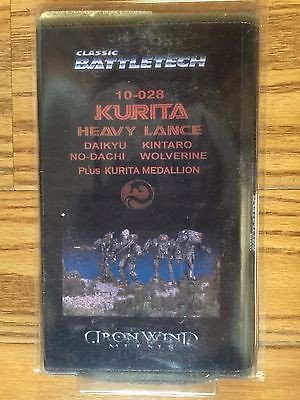 CLASSIC
BATTLETECH
10-028
KURITA
HEAVY LANCE
DAIKYU KINTARO
NO-DACHI WOLVERINE
PLUS KURITA MEDALLION
IRON WIND
METALS